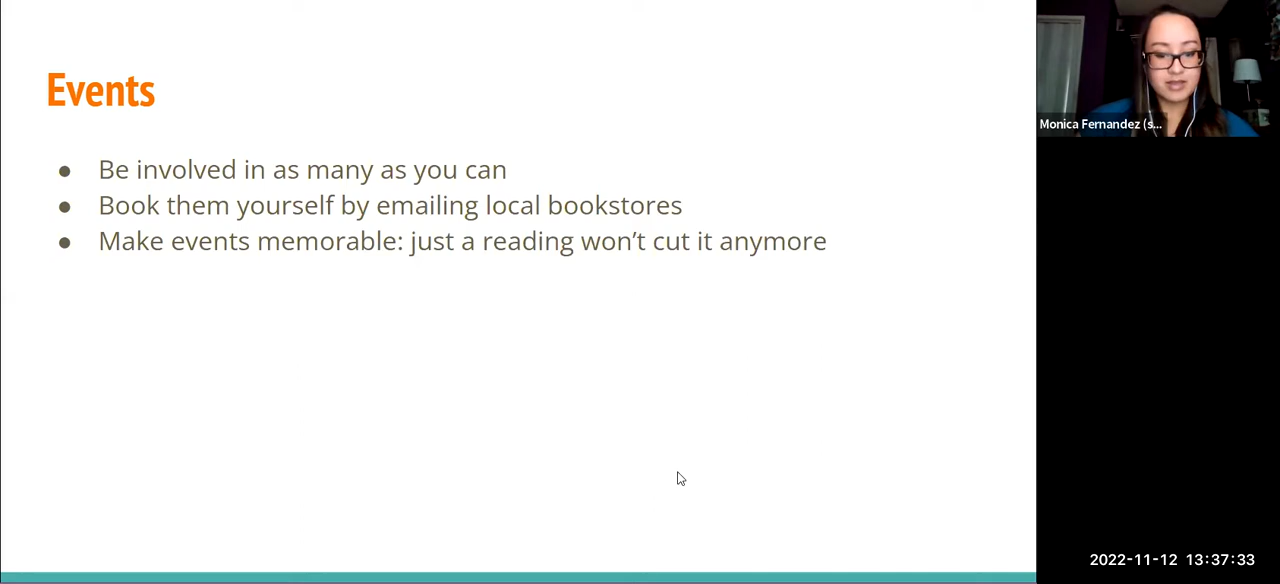 Events
● Be involved in as many as you can
● Book them yourself by emailing local bookstores
● Make events memorable: just a reading won’t cut it anymore
Monica Fernandez (s...
2022-11-12 13:37:33